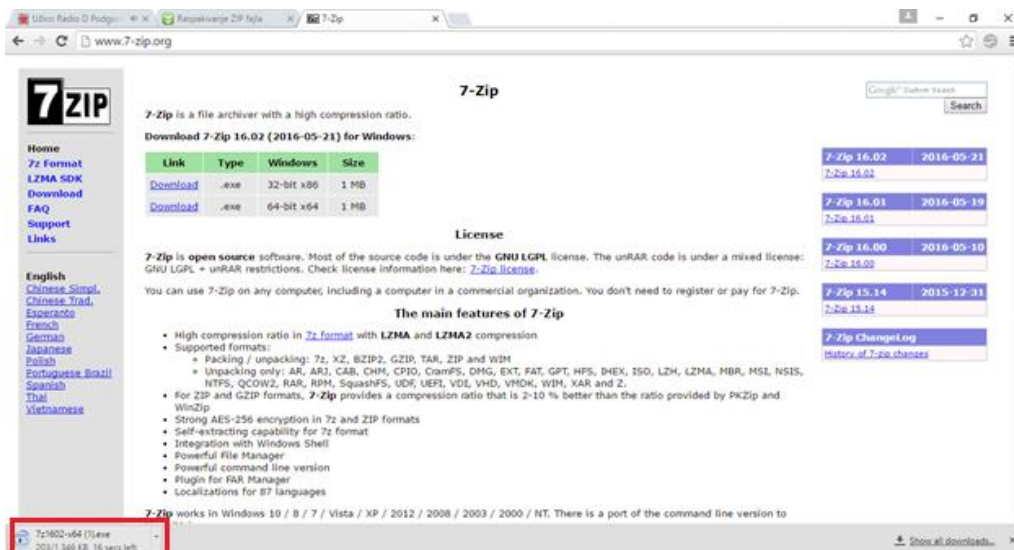 Uživo Radio D Podgor
Raspakivanje ZIP fajla
7-Zip
www.7-zip.org
7ZIP
Home
7z Format
LZMA SDK
Download
FAQ
Support
Links
English
Chinese Simpl.
Chinese Trad.
Esperanto
French
German
Japanese
Polish
Portuguese Brazil
Spanish
Thai
Vietnamese
7-Zip
7-Zip is a file archiver with a high compression ratio.
Download 7-Zip 16.02 (2016-05-21) for Windows:
Link Type Windows Size
Download .exe 32-bit x86 1 MB
Download .exe 64-bit x64 1 MB
License
7-Zip is open source software. Most of the source code is under the GNU LGPL license. The unRAR code is under a mixed license:
GNU LGPL + unRAR restrictions. Check license information here: 7-Zip license.
You can use 7-Zip on any computer, including a computer in a commercial organization. You don't need to register or pay for 7-Zip.
The main features of 7-Zip
• High compression ratio in 7z format with LZMA and LZMA2 compression
• Supported formats:
Packing / unpacking: 7z, XZ, BZIP2, GZIP, TAR, ZIP and WIM
Unpacking only: AR, ARJ, CAB, CHM, CPIO, CramFS, DMG, EXT, FAT, GPT, HFS, IHEX, ISO, LZH, LZMA, MBR, MSI, NSIS,
NTFS, QCOW2, RAR, RPM, SquashFS, UDF, UEFI, VDI, VHD, VMDK, WIM, XAR and Z.
• For ZIP and GZIP formats, 7-Zip provides a compression ratio that is 2-10 % better than the ratio provided by PKZip and
WinZip
• Strong AES-256 encryption in 7z and ZIP formats
• Self-extracting capability for 7z format
• Integration with Windows Shell
• Powerful File Manager
• Powerful command line version
• Plugin for FAR Manager
• Localizations for 87 languages
7-Zip works in Windows 10 / 8 / 7 / Vista / XP / 2012 / 2008 / 2003 / 2000 / NT. There is a port of the command line version to
Google Custom Search
Search
7-Zip 16.02 2016-05-21
7-Zip 16.02
7-Zip 16.01 2016-05-19
7-Zip 16.01
7-Zip 16.00 2016-05-10
7-Zip 16.00
7-Zip 15.14 2015-12-31
7-Zip 15.14
7-Zip ChangeLog
History of 7-zip changes
7z1602-x64 (1).exe
203/1 346 KB, 16 secs left
Show all downloads...